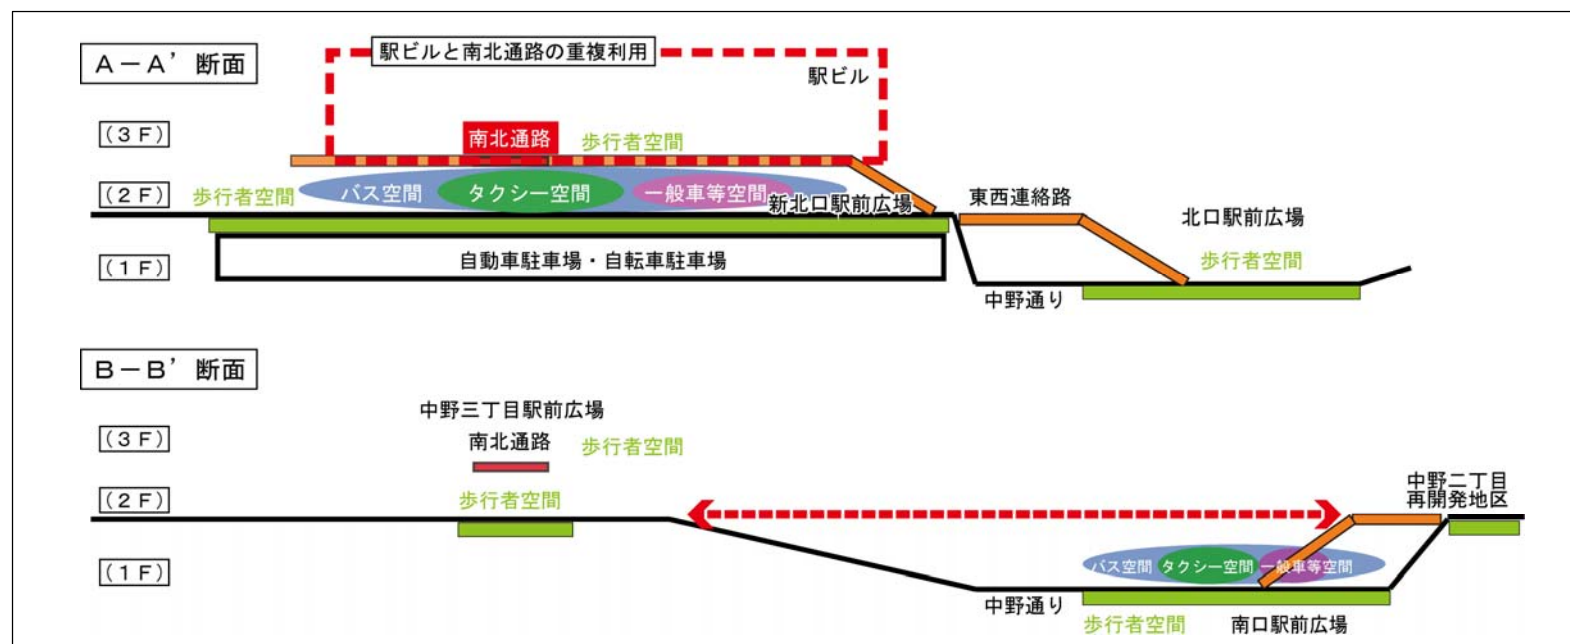 A－A’ 断面
駅ビルと南北通路の重複利用
駅ビル
(３Ｆ)
南北通路
歩行者空間
(２Ｆ)
歩行者空間
バス空間
タクシー空間
一般車等空間
新北口駅前広場
東西連絡路
北口駅前広場
(１Ｆ)
自動車駐車場・自転車駐車場
歩行者空間
中野通り
B－B’ 断面
中野三丁目駅前広場
(３Ｆ)
南北通路
歩行者空間
(２Ｆ)
歩行者空間
中野二丁目
再開発地区
(１Ｆ)
バス空間
タクシー空間
一般車等空間
中野通り
歩行者空間
南口駅前広場